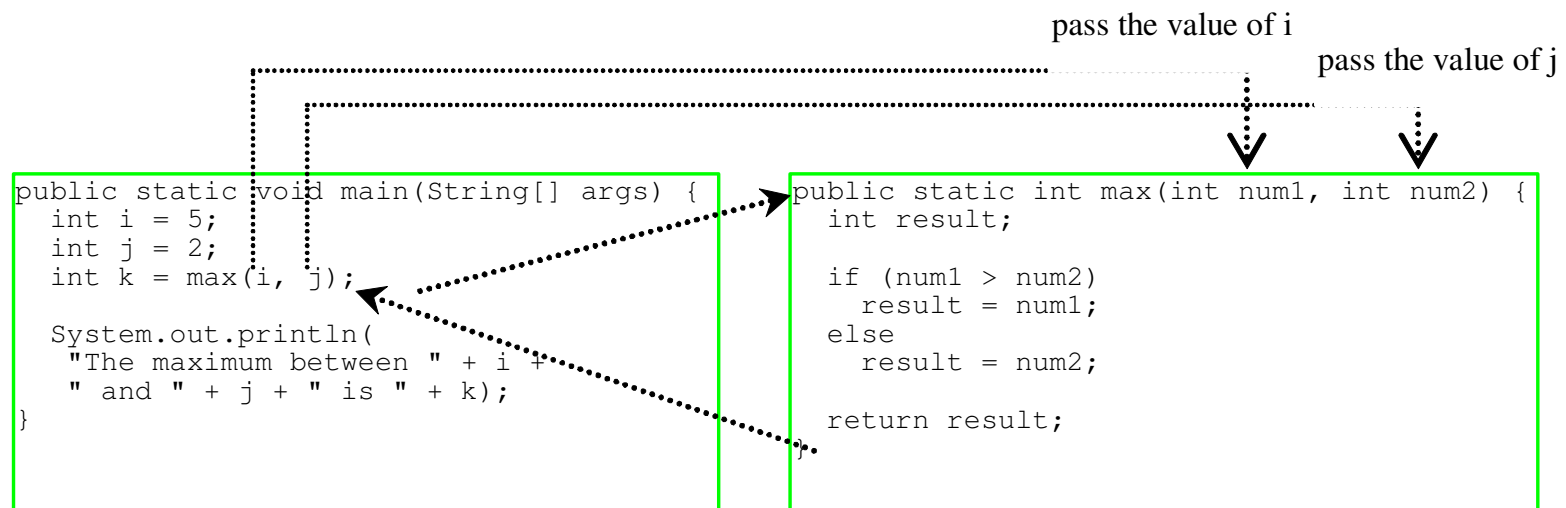 pass the value of i
pass the value of j
public static void main(String[] args) {
  int i = 5;
  int j = 2;
  int k = max(i, j);

  System.out.println(
   "The maximum between " + i +
   " and " + j + " is " + k);
}
public static int max(int num1, int num2) {
  int result;

  if (num1 > num2)
    result = num1;
  else
    result = num2;

  return result;
}